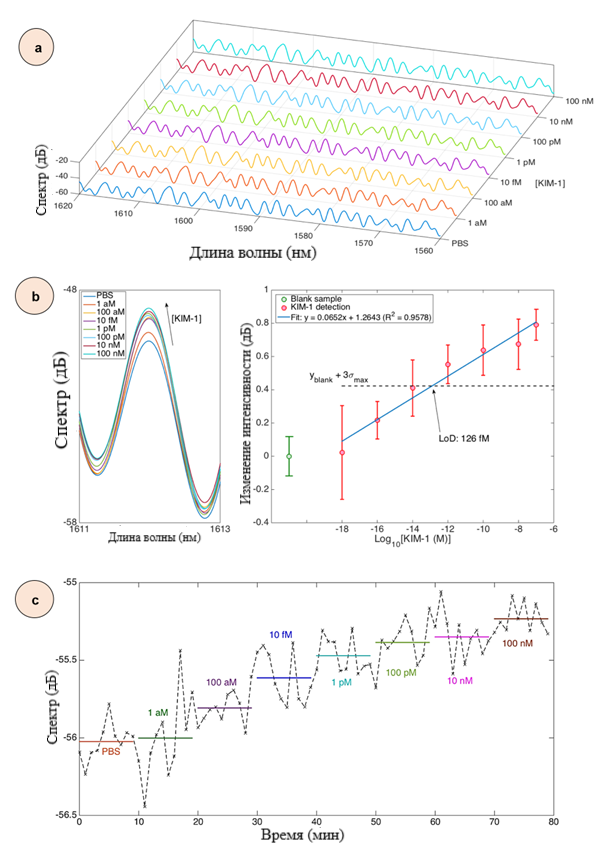 a
Спектр (дБ)
-20
-40
-60
1620
1610
1600
1590
1580
1570
1560
Длина волны (нм)
PBS
1 aM
100 aM
10 fM
1 pM
100 pM
10 nM
100 nM
[KIM-1]
b
-48
-58
Спектр (дБ)
PBS
1 aM
100 aM
10 fM
1 pM
100 pM
10 nM
100 nM
[KIM-1]
1611
1613
Длина волны (нм)
Изменение интенсивности (дБ)
1
0.8
0.6
0.4
0.2
0
-0.2
-0.4
Blank sample
KIM-1 detection
Fit: y = 0.0652x + 1.2643 (R² = 0.9578)
y_blank + 3σ_max
LoD: 126 fM
-18
-16
-14
-12
-10
-8
-6
Log₁₀[KIM-1 (M)]
c
Спектр (дБ)
-55
-55.5
-56
-56.5
PBS
1 aM
100 aM
10 fM
1 pM
100 pM
10 nM
100 nM
0
10
20
30
40
50
60
70
80
Время (мин)